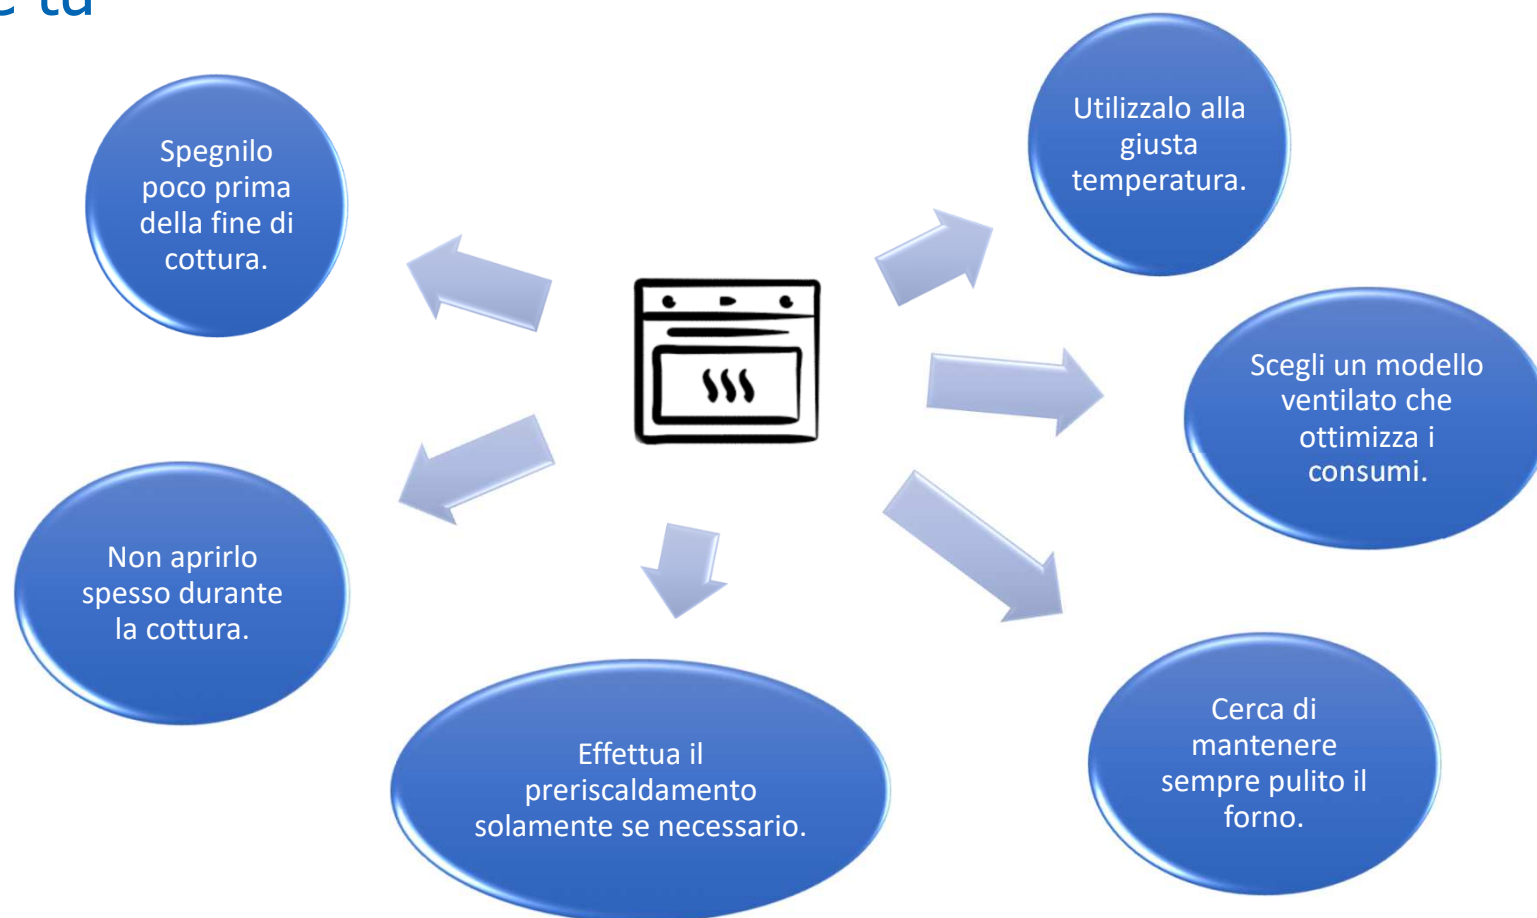 e tu
Spegnilo
poco prima
della fine di
cottura.
Utilizzalo alla
giusta
temperatura.
Scegli un modello
ventilato che
ottimizza i
consumi.
Non aprirlo
spesso durante
la cottura.
Effettua il
preriscaldamento
solamente se necessario.
Cerca di
mantenere
sempre pulito il
forno.